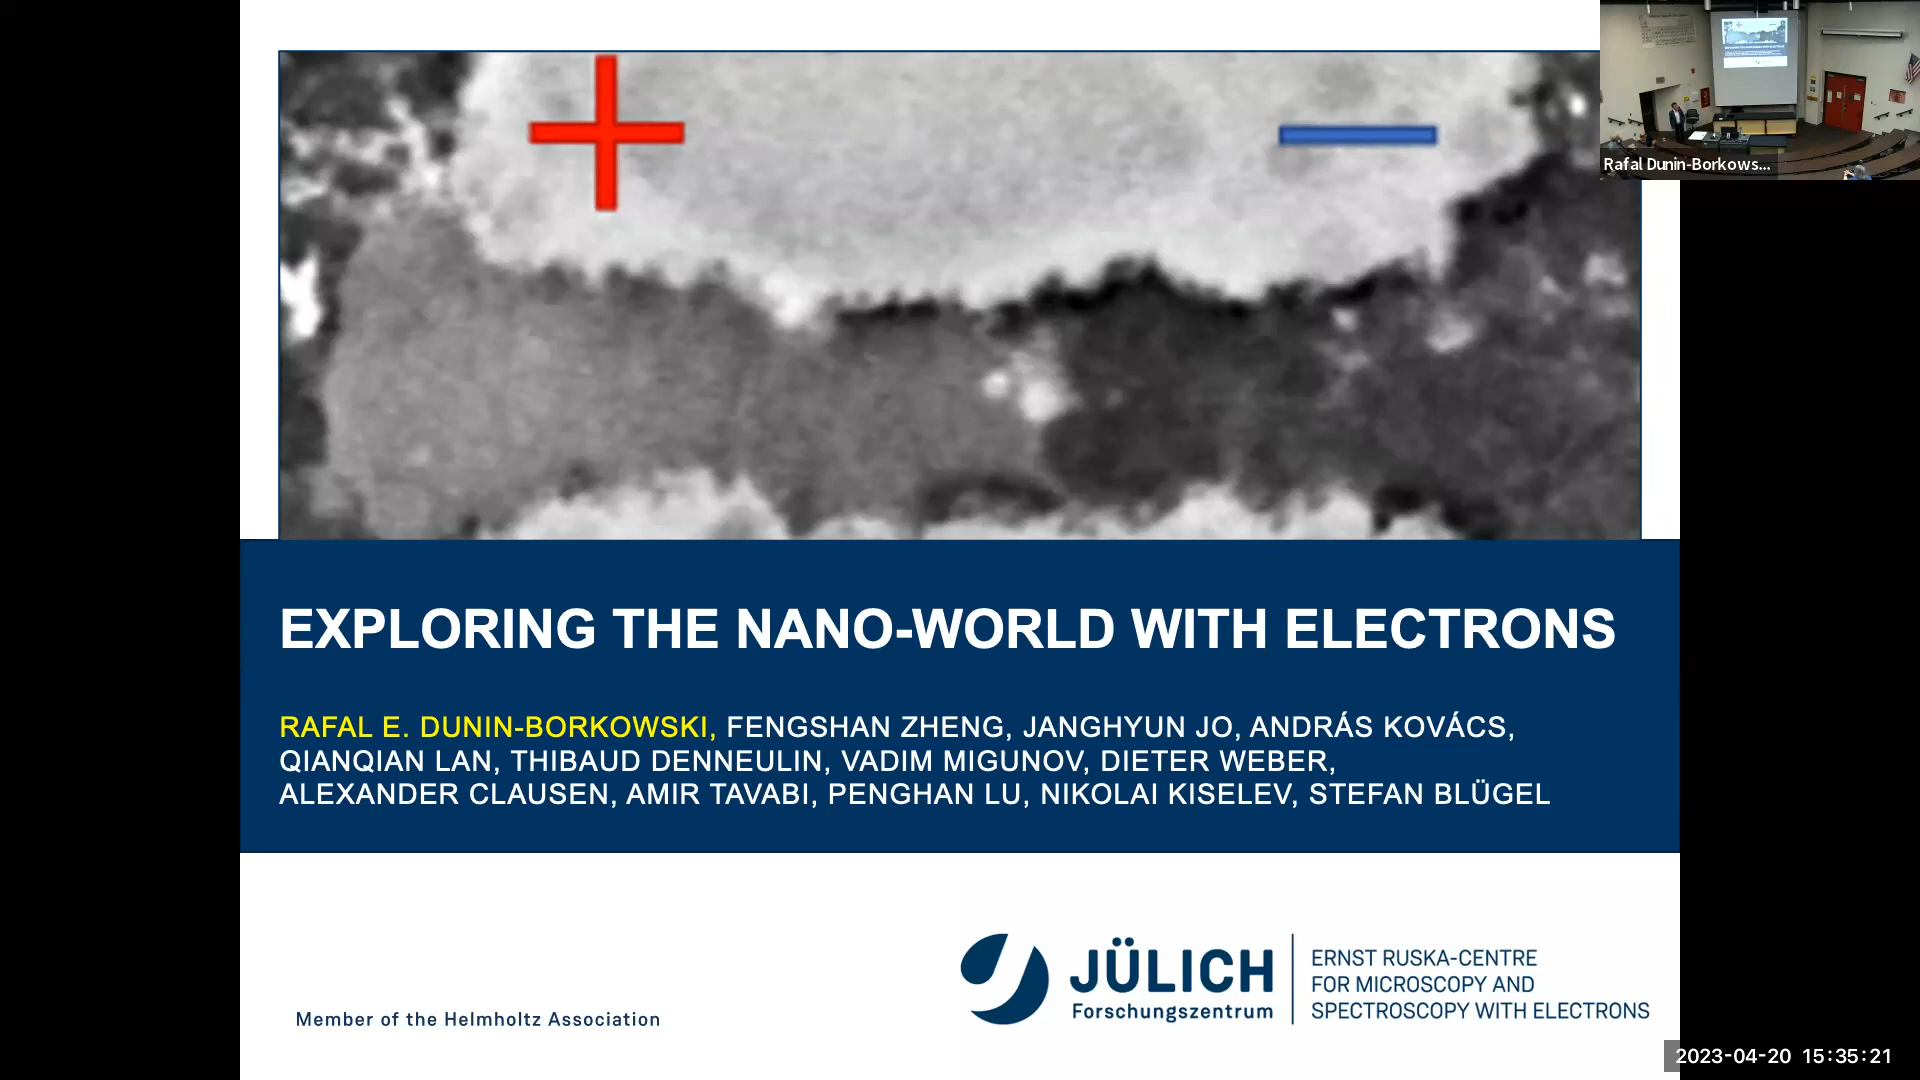 Rafal Dunin-Borkows...
EXPLORING THE NANO-WORLD WITH ELECTRONS
RAFAL E. DUNIN-BORKOWSKI, FENGSHAN ZHENG, JANGHYUN JO, ANDRÁS KOVÁCS,
QIANQIAN LAN, THIBAUD DENNEULIN, VADIM MIGUNOV, DIETER WEBER,
ALEXANDER CLAUSEN, AMIR TAVABI, PENGHAN LU, NIKOLAI KISELEV, STEFAN BLÜGEL
Member of the Helmholtz Association
JÜLICH
Forschungszentrum
ERNST RUSKA-CENTRE
FOR MICROSCOPY AND
SPECTROSCOPY WITH ELECTRONS
2023-04-20 15:35:21